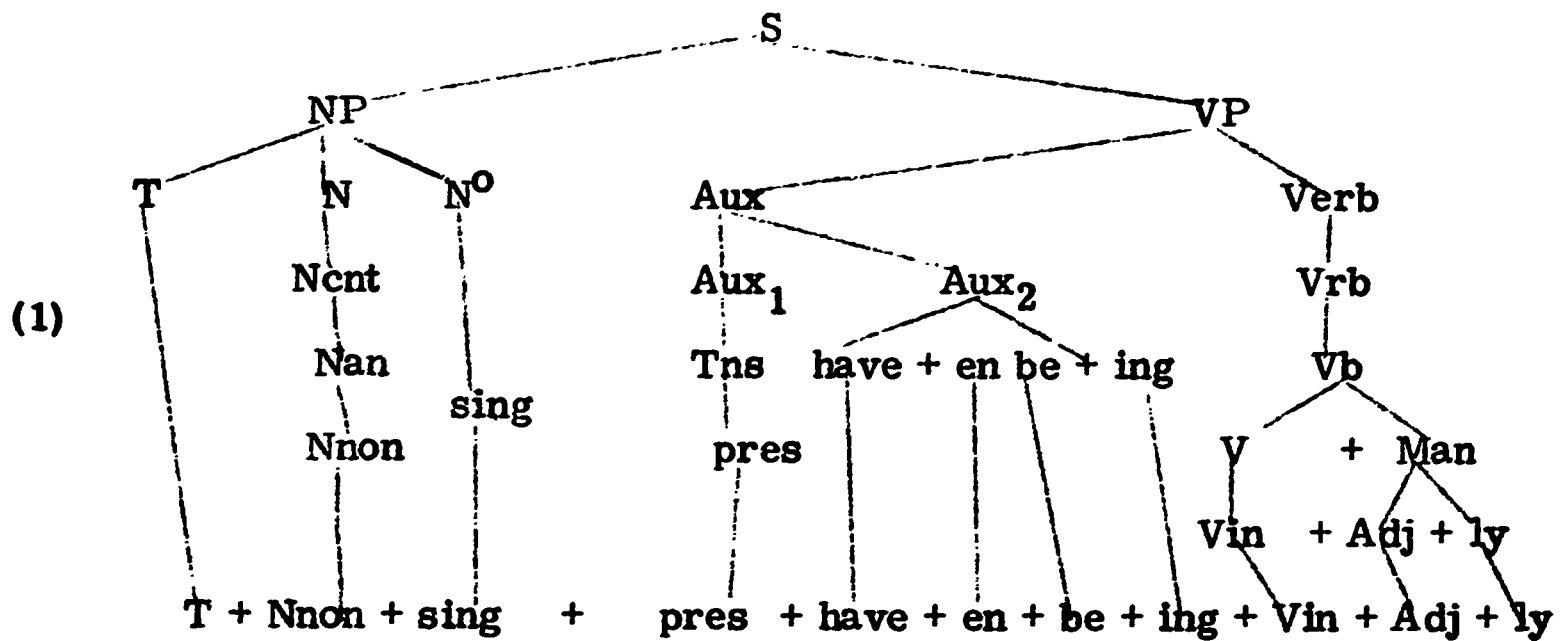 S
NP VP
T N Nº Aux Verb
Ncnt Aux₁ Aux₂ Vrb
(1)
Nan Tns have + en be + ing Vb
sing
Nnon pres V + Man
Vin + Adj + ly
T + Nnon + sing + pres + have + en + be + ing + Vin + Adj + ly